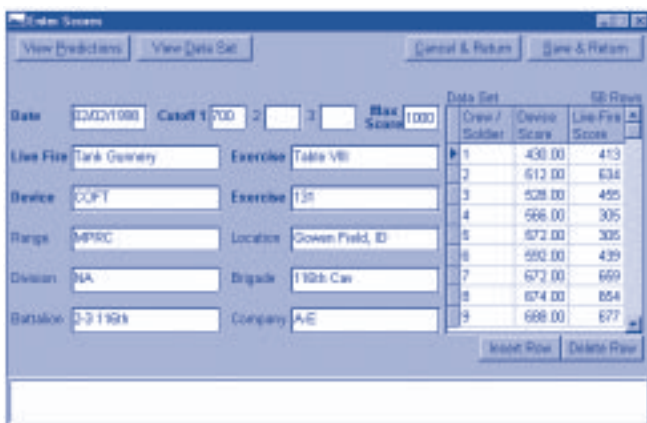 Enter Scores
View Predictions View Data Set Cancel & Return Save & Return
Data Set 58 Rows
Date 02/02/1998 Cutoff 1 700 2 3 Max Score 1000
Crew / Soldier Device Score Live Fire Score
Live Fire Tank Gunnery Exercise Table VIII
Device COFT Exercise 131
Range MPRC Location Gowen Field, ID
Division NA Brigade 116th Cav
Battalion 2-3 116th Company A-E
1 430.00 413
2 512.00 634
3 528.00 455
4 566.00 305
5 572.00 305
6 592.00 439
7 672.00 659
8 674.00 854
9 688.00 677
Insert Row Delete Row